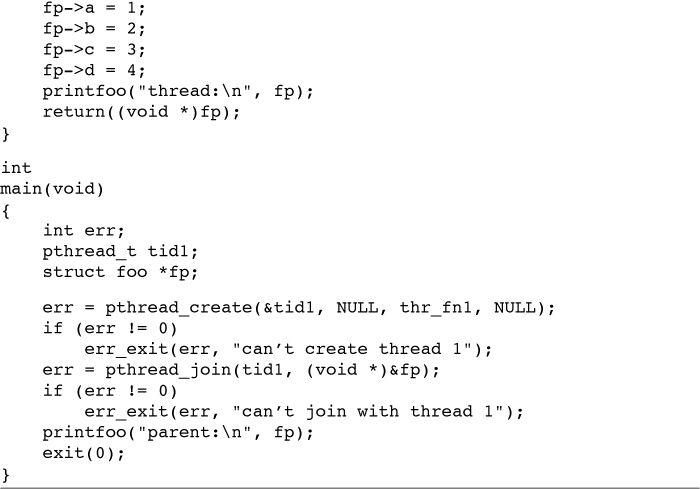 fp->a = 1;
    fp->b = 2;
    fp->c = 3;
    fp->d = 4;
    printfoo("thread:\n", fp);
    return((void *)fp);
}
int
main(void)
{
    int err;
    pthread_t tid1;
    struct foo *fp;
    err = pthread_create(&tid1, NULL, thr_fn1, NULL);
    if (err != 0)
        err_exit(err, "can’t create thread 1");
    err = pthread_join(tid1, (void *)&fp);
    if (err != 0)
        err_exit(err, "can’t join with thread 1");
    printfoo("parent:\n", fp);
    exit(0);
}